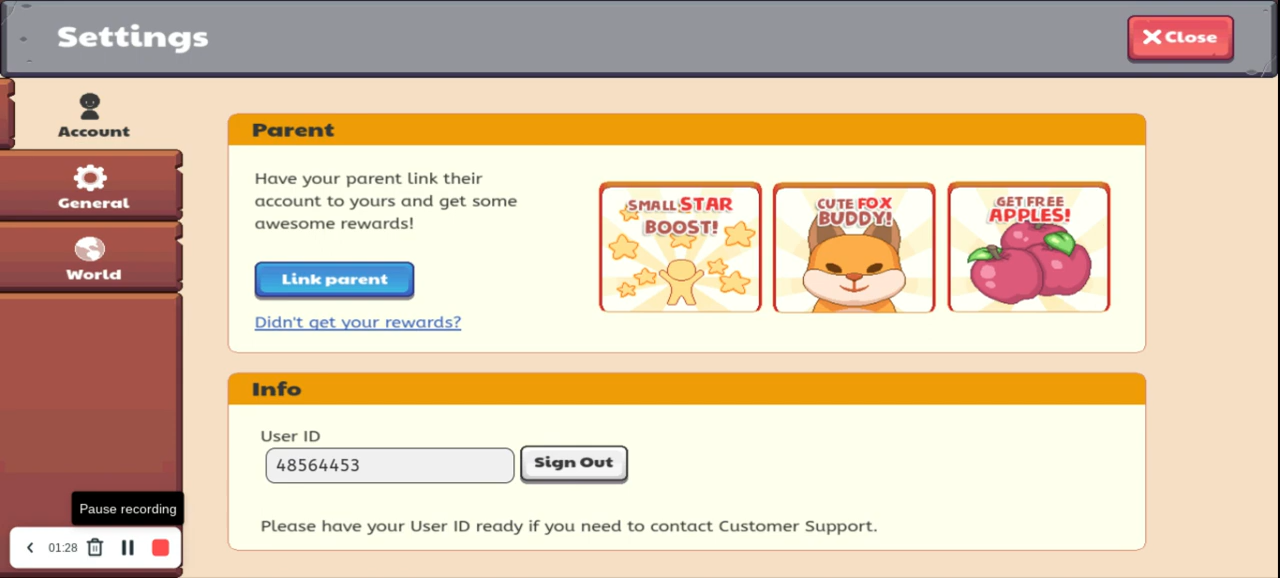 Settings
Close
Account
General
World
Parent
Have your parent link their
account to yours and get some
awesome rewards!
Link parent
Didn't get your rewards?
SMALL STAR
BOOST!
CUTE FOX
BUDDY!
GET FREE
APPLES!
Info
User ID
48564453
Sign Out
Please have your User ID ready if you need to contact Customer Support.
Pause recording
01:28